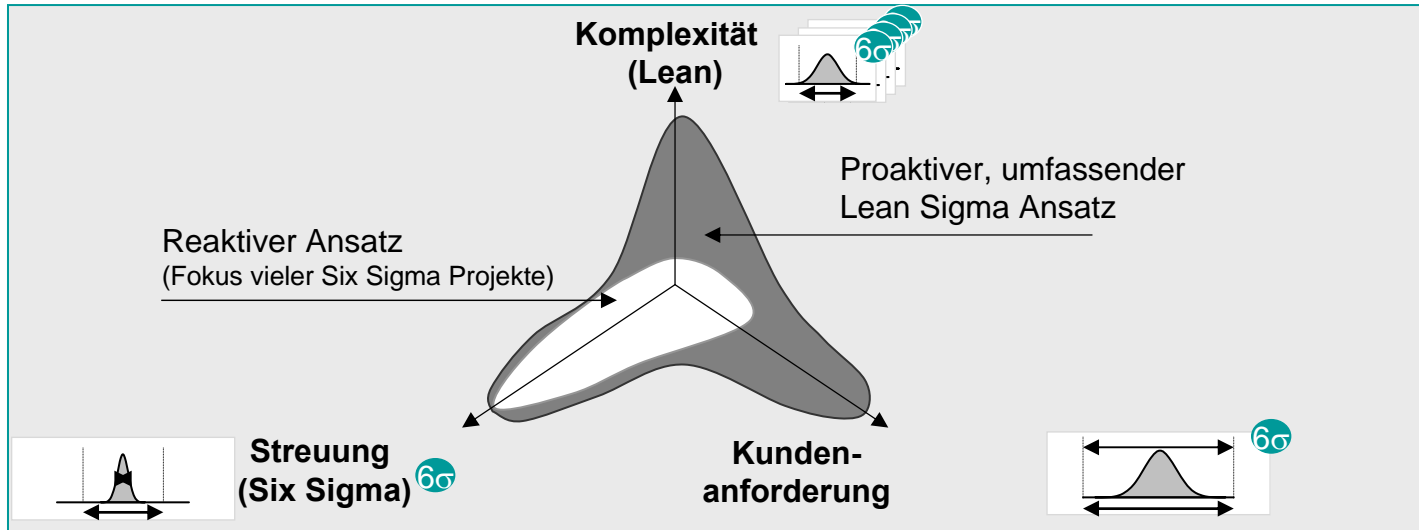 Komplexität
(Lean)
6σ
6σ
Proaktiver, umfassender
Lean Sigma Ansatz
Reaktiver Ansatz
(Fokus vieler Six Sigma Projekte)
Streuung
(Six Sigma) 6σ
Kunden-
anforderung
6σ